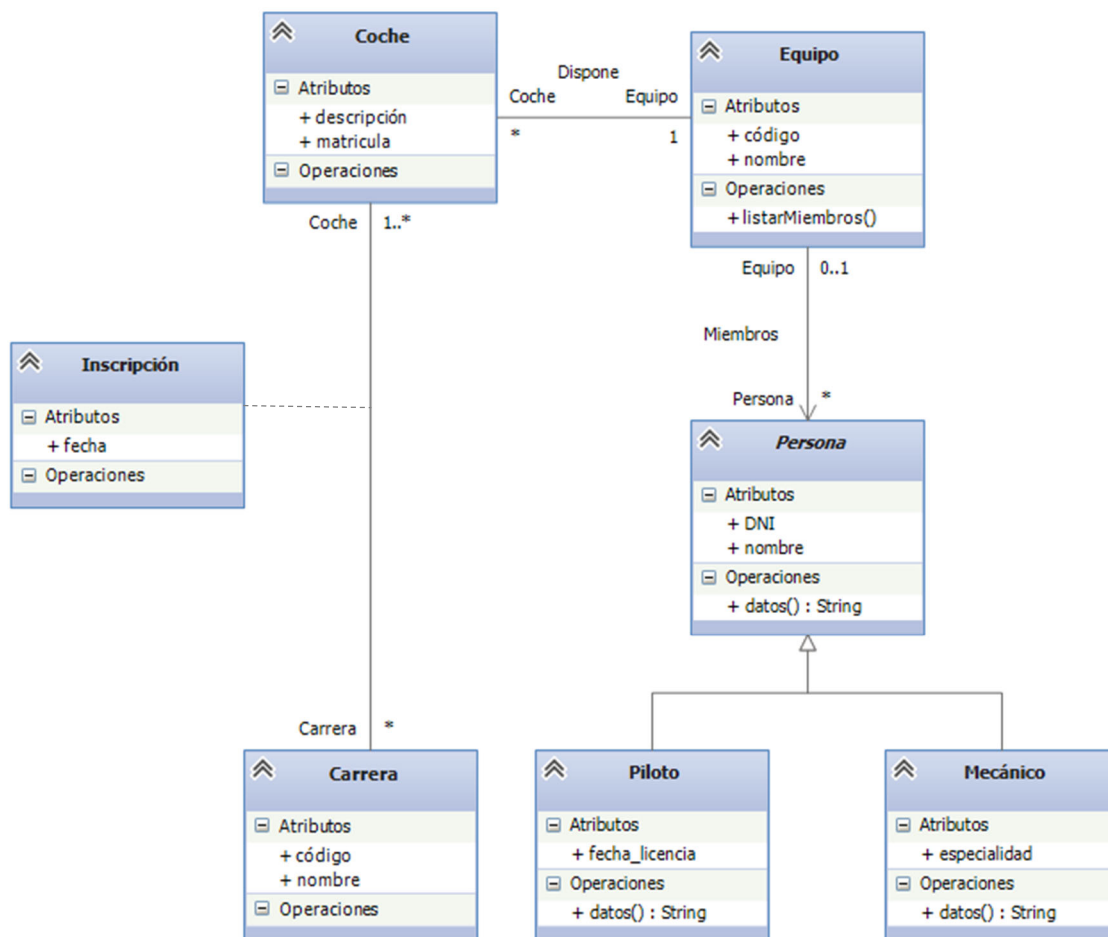 Coche
Atributos
+ descripción
+ matricula
Operaciones
Dispone
Coche Equipo
* 1
Equipo
Atributos
+ código
+ nombre
Operaciones
+listarMiembros()
Coche 1..*
Equipo 0..1
Inscripción
Atributos
+ fecha
Operaciones
Miembros
Persona *
Persona
Atributos
+ DNI
+ nombre
Operaciones
+ datos() : String
Carrera *
Carrera
Atributos
+ código
+ nombre
Operaciones
Piloto
Atributos
+ fecha_licencia
Operaciones
+ datos() : String
Mecánico
Atributos
+ especialidad
Operaciones
+ datos() : String